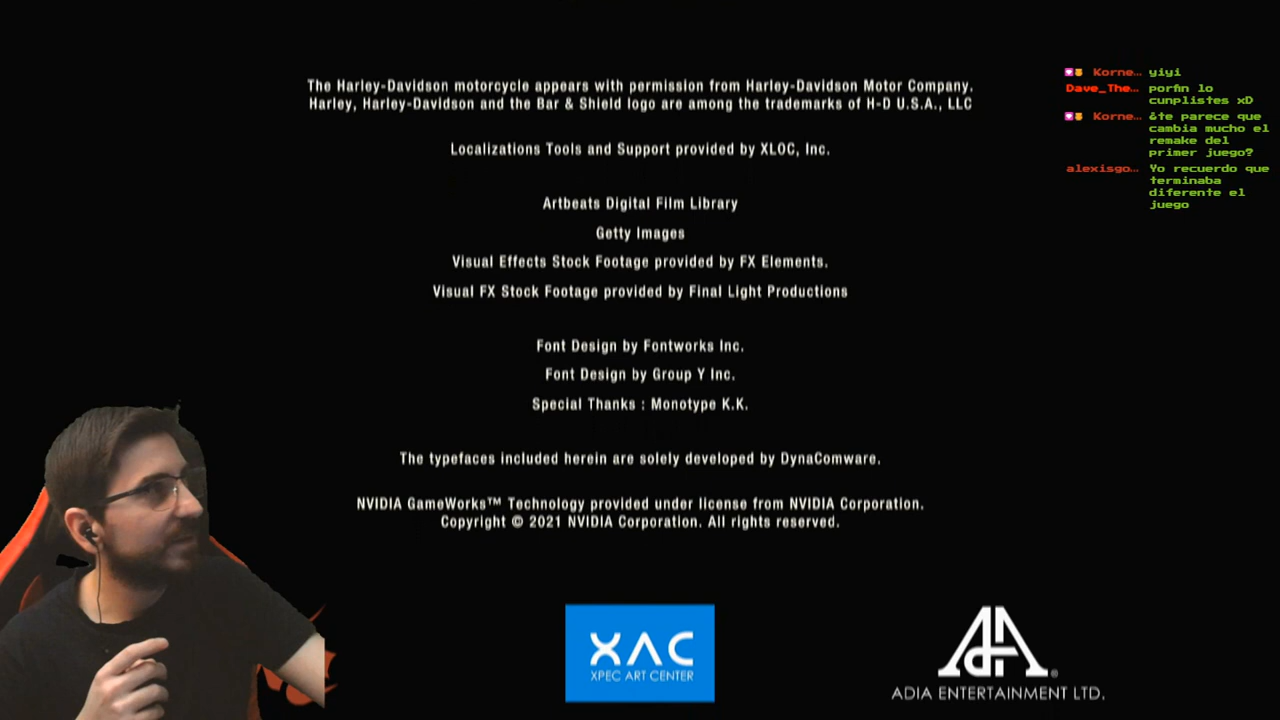 The Harley-Davidson motorcycle appears with permission from Harley-Davidson Motor Company.
Harley, Harley-Davidson and the Bar & Shield logo are among the trademarks of H-D U.S.A., LLC
Localizations Tools and Support provided by XLOC, Inc.
Artbeats Digital Film Library
Getty Images
Visual Effects Stock Footage provided by FX Elements.
Visual FX Stock Footage provided by Final Light Productions
Font Design by Fontworks Inc.
Font Design by Group Y Inc.
Special Thanks : Monotype K.K.
The typefaces included herein are solely developed by DynaComware.
NVIDIA GameWorks™ Technology provided under license from NVIDIA Corporation.
Copyright © 2021 NVIDIA Corporation. All rights reserved.
XAC
XPEC ART CENTER
ADIA ENTERTAINMENT LTD.
Korne… yiyi
Dave_The… porfin lo
cunplistes xD
Korne… ¿te parece que
cambia mucho el
remake del
primer juego?
alexisgo… Yo recuerdo que
terminaba
diferente el
juego